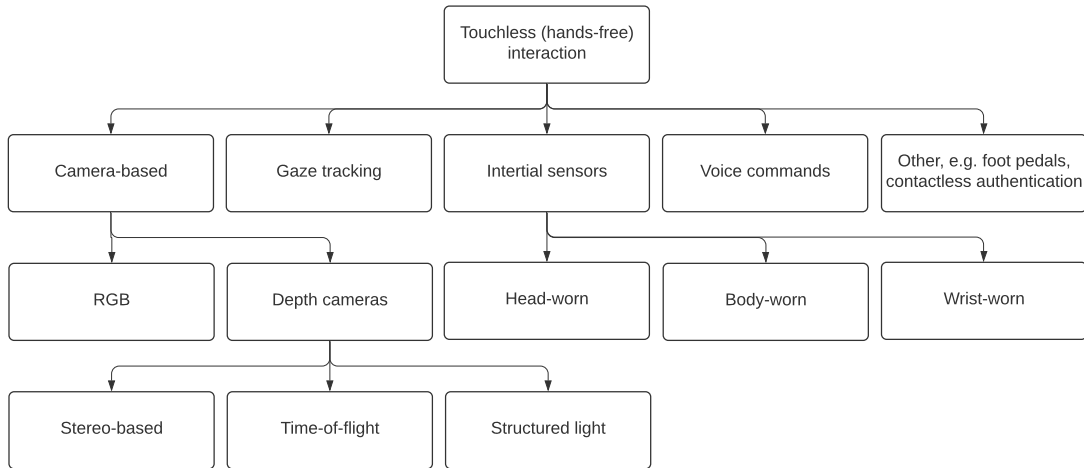 Touchless (hands-free)
interaction
Camera-based
Gaze tracking
Intertial sensors
Voice commands
Other, e.g. foot pedals,
contactless authentication
RGB
Depth cameras
Head-worn
Body-worn
Wrist-worn
Stereo-based
Time-of-flight
Structured light